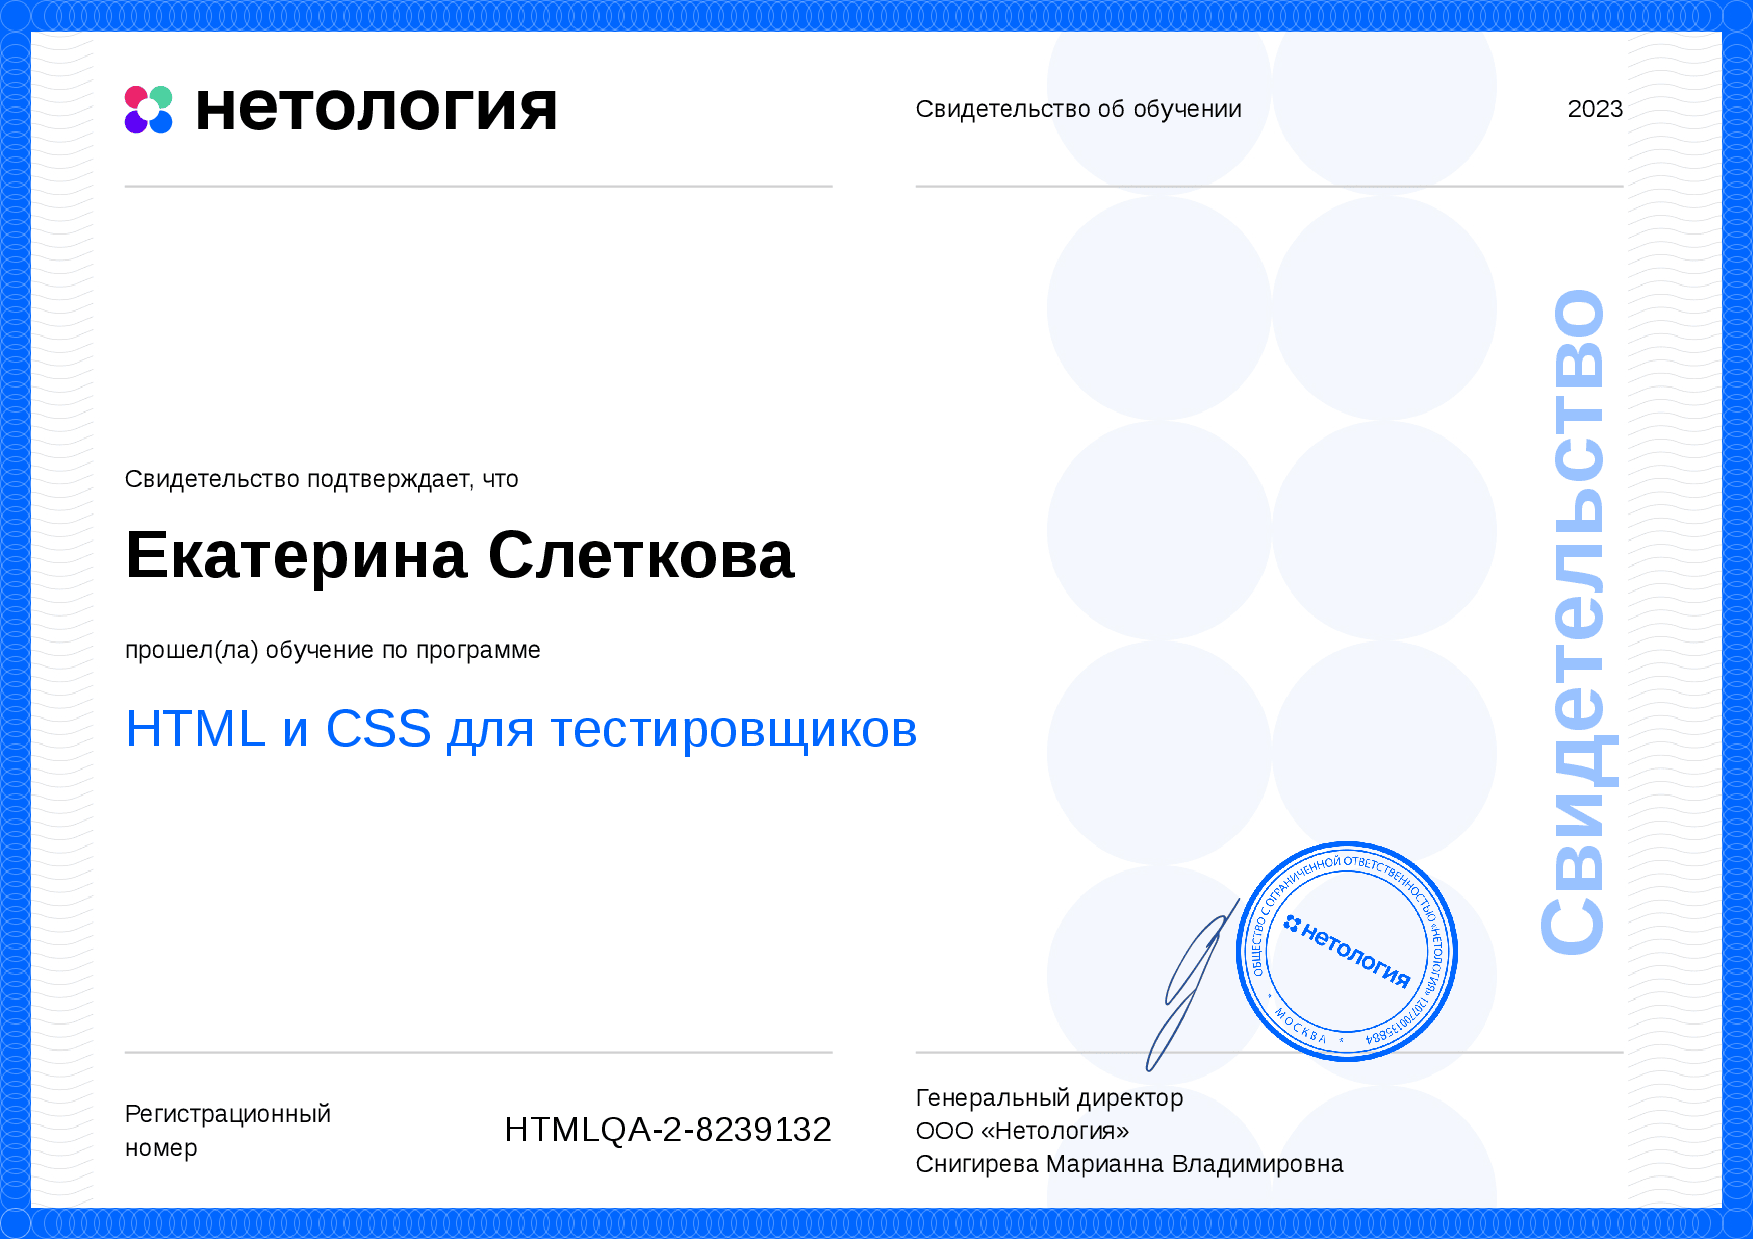 нетология
Свидетельство об обучении
2023
Свидетельство подтверждает, что
Екатерина Слеткова
прошел(ла) обучение по программе
HTML и CSS для тестировщиков
Свидетельство
ОБЩЕСТВО С ОГРАНИЧЕННОЙ ОТВЕТСТВЕННОСТЬЮ «НЕТОЛОГИЯ» 1207700135884
* МОСКВА *
нетология
Регистрационный
номер
HTMLQA-2-8239132
Генеральный директор
ООО «Нетология»
Снигирева Марианна Владимировна